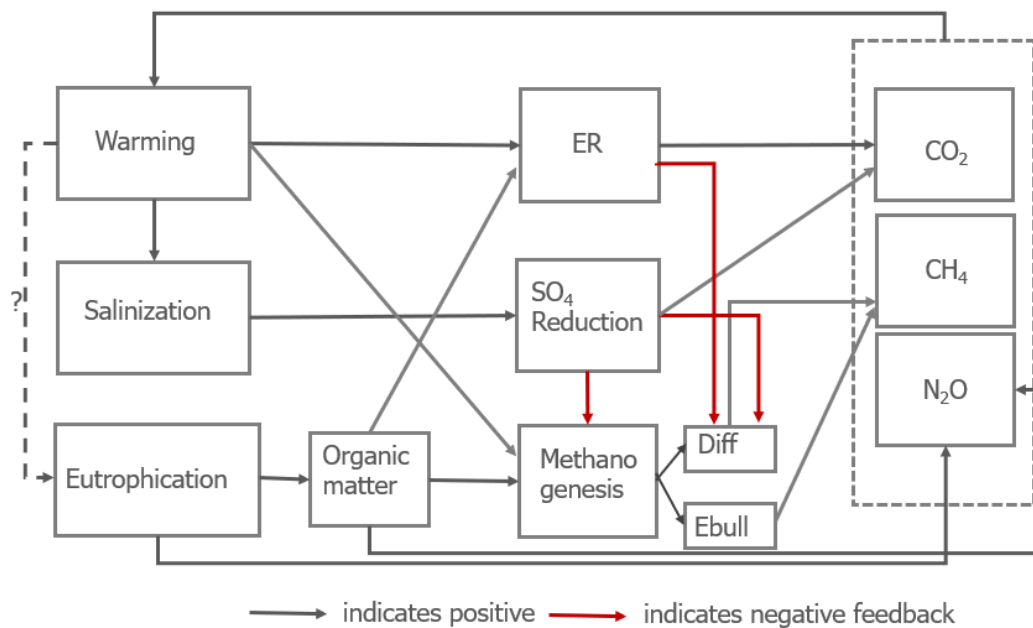 Warming
ER
CO₂
?
Salinization
SO₄
Reduction
CH₄
N₂O
Eutrophication
Organic
matter
Methano
genesis
Diff
Ebull
indicates positive
indicates negative feedback